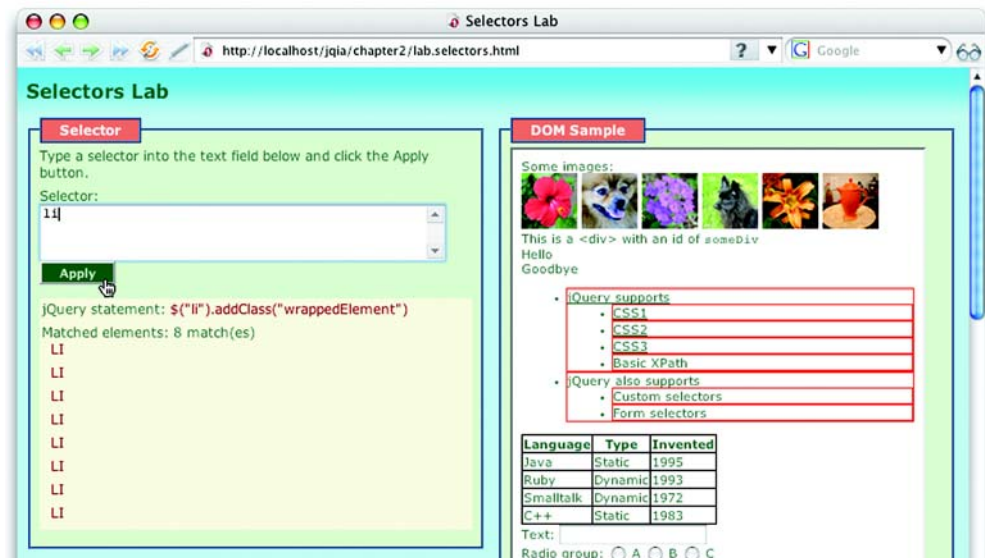 Selectors Lab
http://localhost/jqia/chapter2/lab.selectors.html
?
G Google
Selectors Lab
Selector
Type a selector into the text field below and click the Apply
button.
Selector:
li
Apply
jQuery statement: $("li").addClass("wrappedElement")
Matched elements: 8 match(es)
LI
LI
LI
LI
LI
LI
LI
LI
DOM Sample
Some images:
This is a <div> with an id of someDiv
Hello
Goodbye
• jQuery supports
• CSS1
• CSS2
• CSS3
• Basic XPath
• jQuery also supports
• Custom selectors
• Form selectors
Language Type Invented
Java Static 1995
Ruby Dynamic 1993
Smalltalk Dynamic 1972
C++ Static 1983
Text:
Radio group: A B C